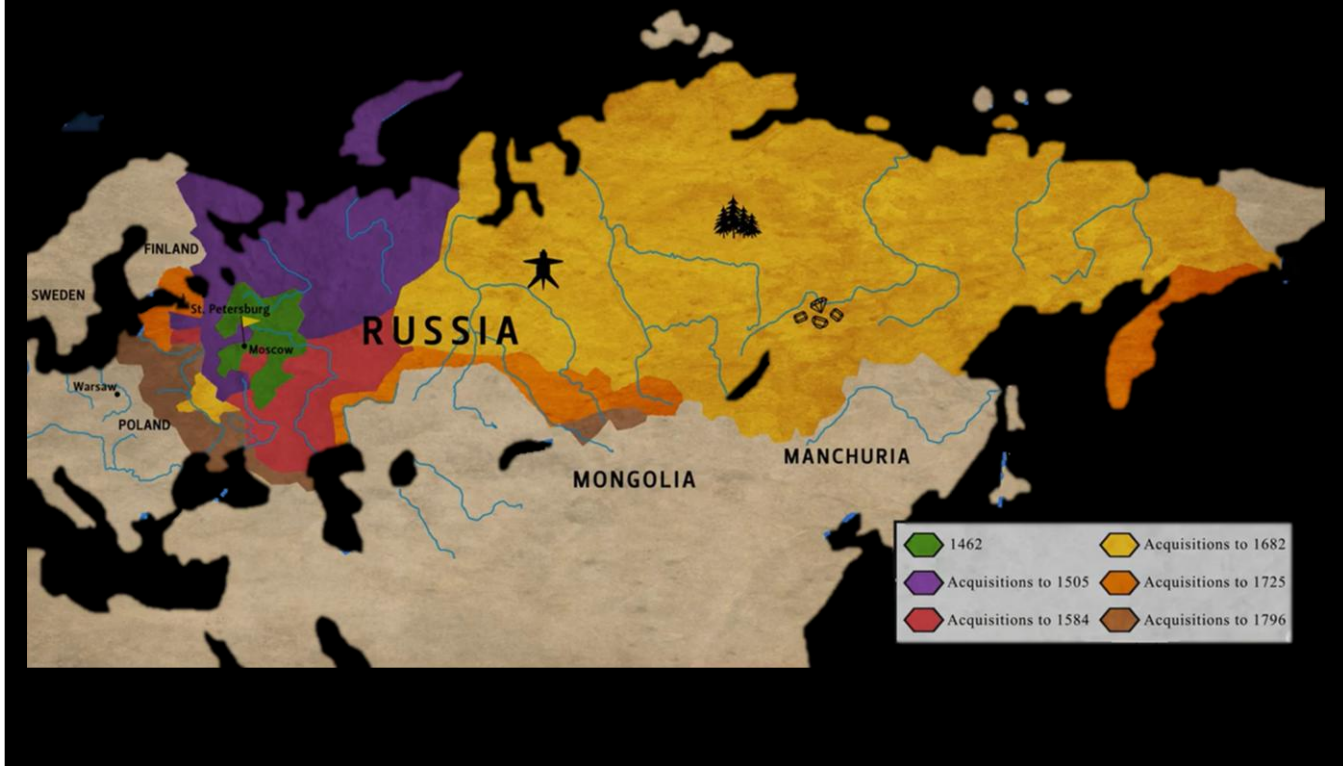 FINLAND
SWEDEN
St. Petersburg
RUSSIA
Moscow
Warsaw
POLAND
MONGOLIA
MANCHURIA
1462
Acquisitions to 1505
Acquisitions to 1584
Acquisitions to 1682
Acquisitions to 1725
Acquisitions to 1796